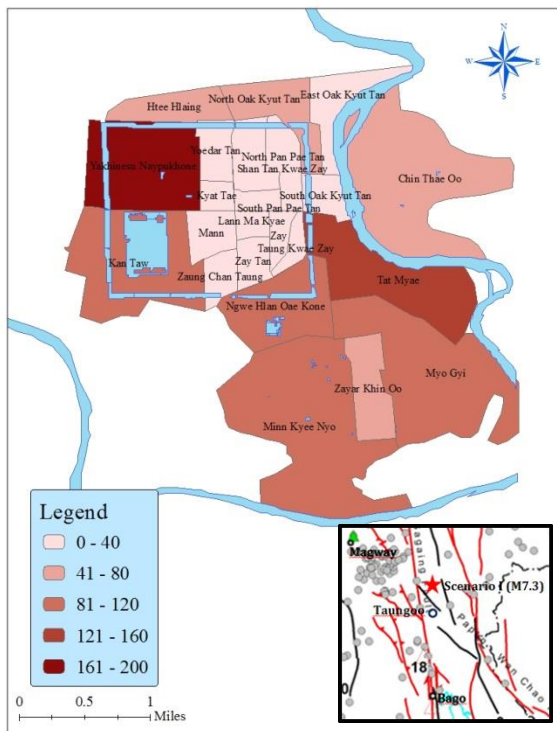 N
W
E
S
East Oak Kyut Tan
North Oak Kyut Tan
Htee Hlaing
Yoedar Tan
North Pan Pae Tan
Shan Tan Kwae Zay
Chin Thae Oo
Yakhinesu Naypukhone
Kyat Tae
South Oak Kyut Tan
South Pan Pae Tan
Lann Ma Kyae
Mann
Zay
Taung Kwae Zay
Kan Taw
Zay Tan
Zaung Chan Taung
Tat Myae
Ngwe Hlan Oae Kone
Myo Gyi
Zayar Khin Oo
Minn Kyee Nyo
Legend
0 - 40
41 - 80
81 - 120
121 - 160
161 - 200
0 0.5 1
Miles
Magway
Scenario I (M7.3)
Taungoo
18
Bago